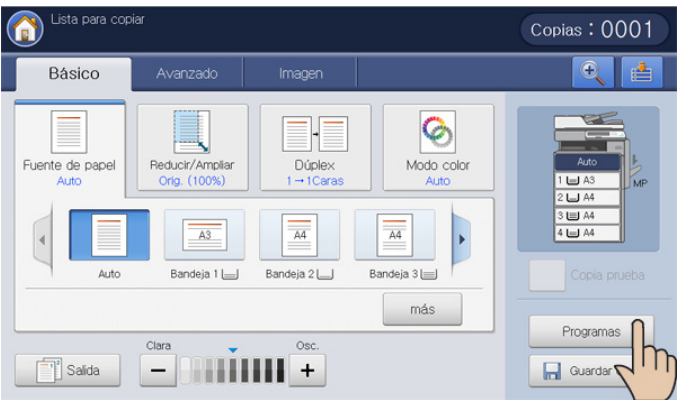 Lista para copiar
Copias : 0001
Básico
Avanzado
Imagen
Fuente de papel
Auto
Reducir/Ampliar
Orig. (100%)
Dúplex
1→1Caras
Modo color
Auto
A3
A4
A4
Auto
Bandeja 1
Bandeja 2
Bandeja 3
más
Auto
1 A3
2 A4
3 A4
4 A4
MP
Copia prueba
Programas
Guardar
Salida
Clara
Osc.